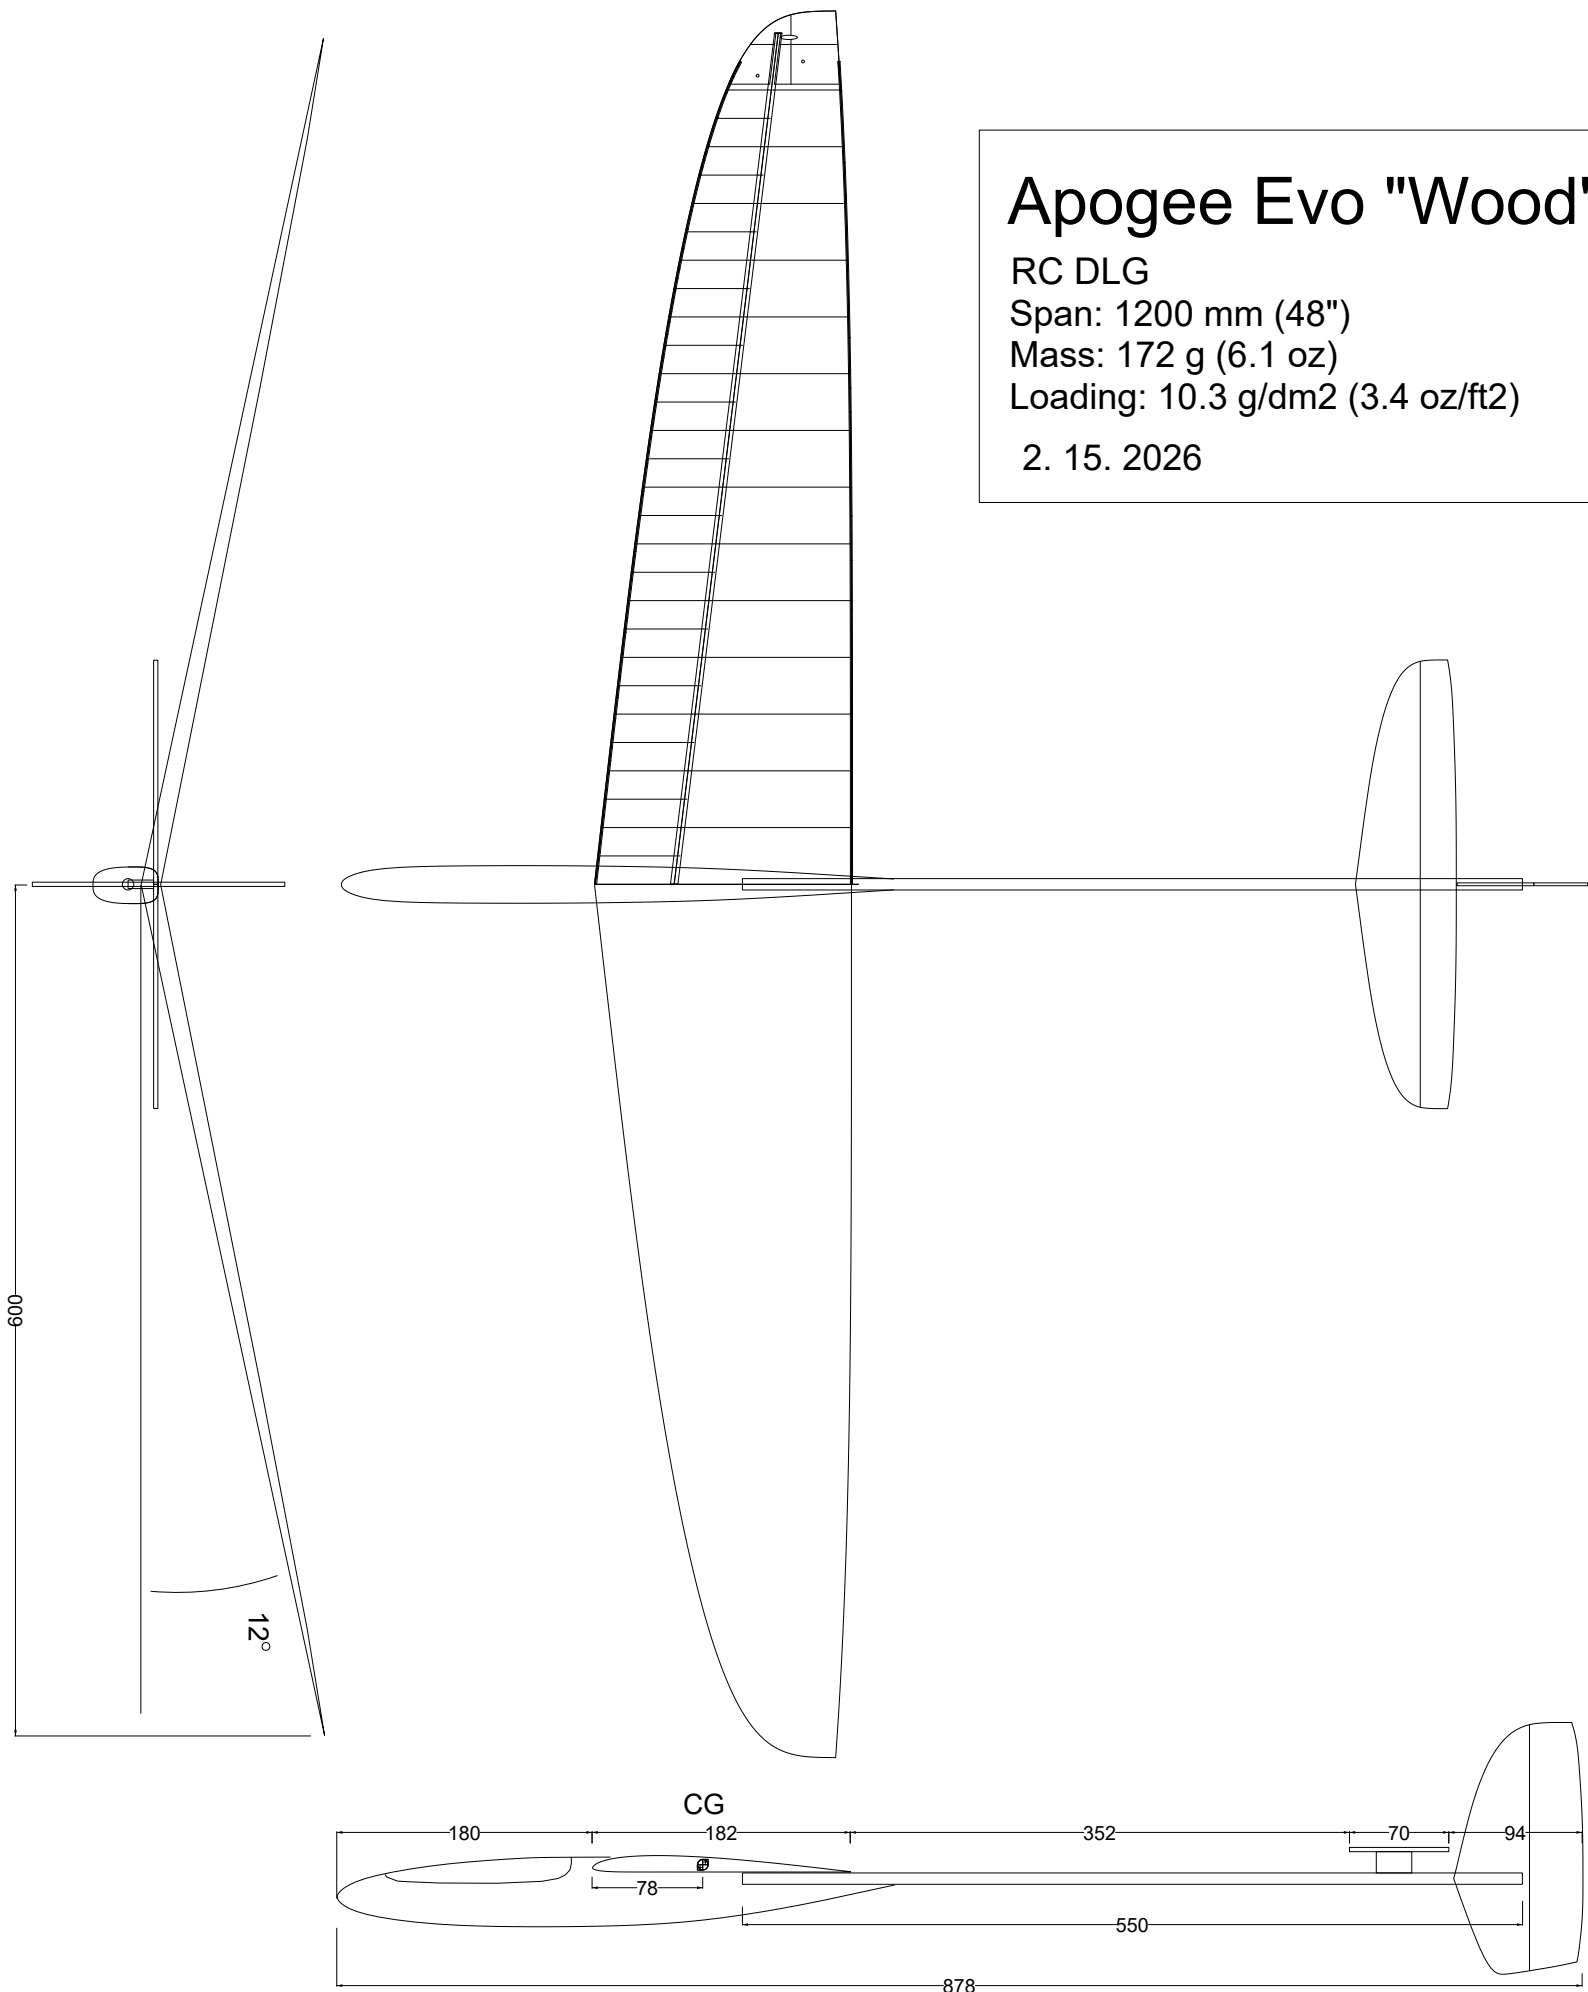 Apogee Evo "Wood"
RC DLG
Span: 1200 mm (48")
Mass: 172 g (6.1 oz)
Loading: 10.3 g/dm2 (3.4 oz/ft2)
2. 15. 2026
600
12°
CG
180
182
352
70
94
78
550
878